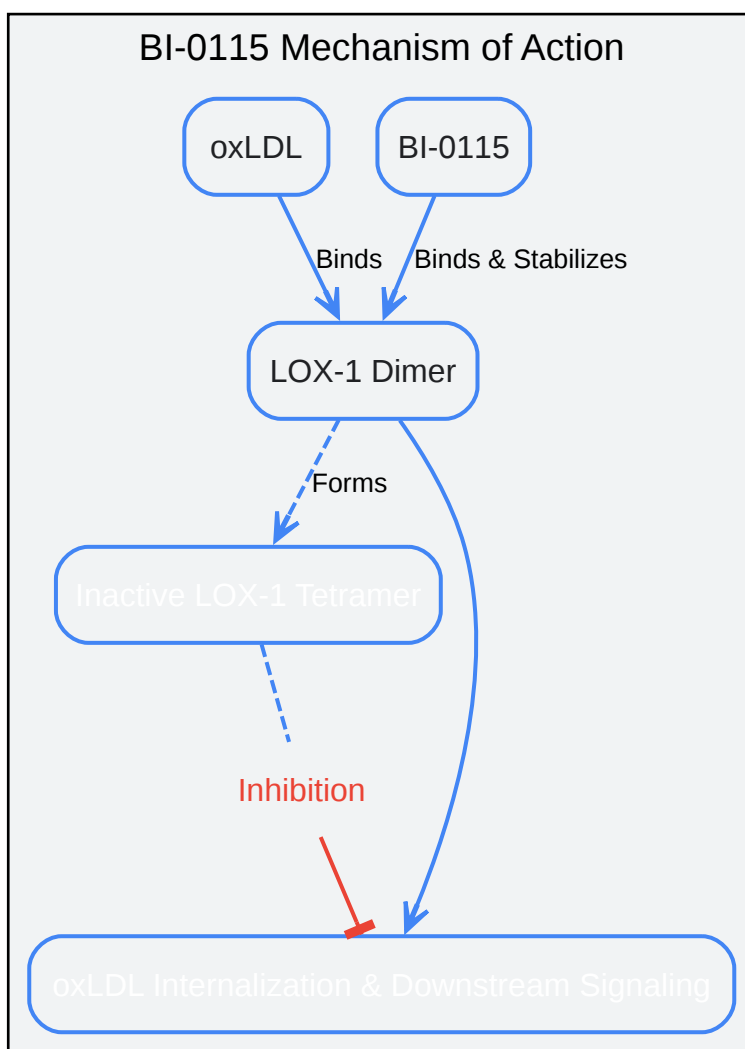 BI-0115 Mechanism of Action
oxLDL
BI-0115
Binds
Binds & Stabilizes
LOX-1 Dimer
Forms
Inactive LOX-1 Tetramer
Inhibition
oxLDL Internalization & Downstream Signaling